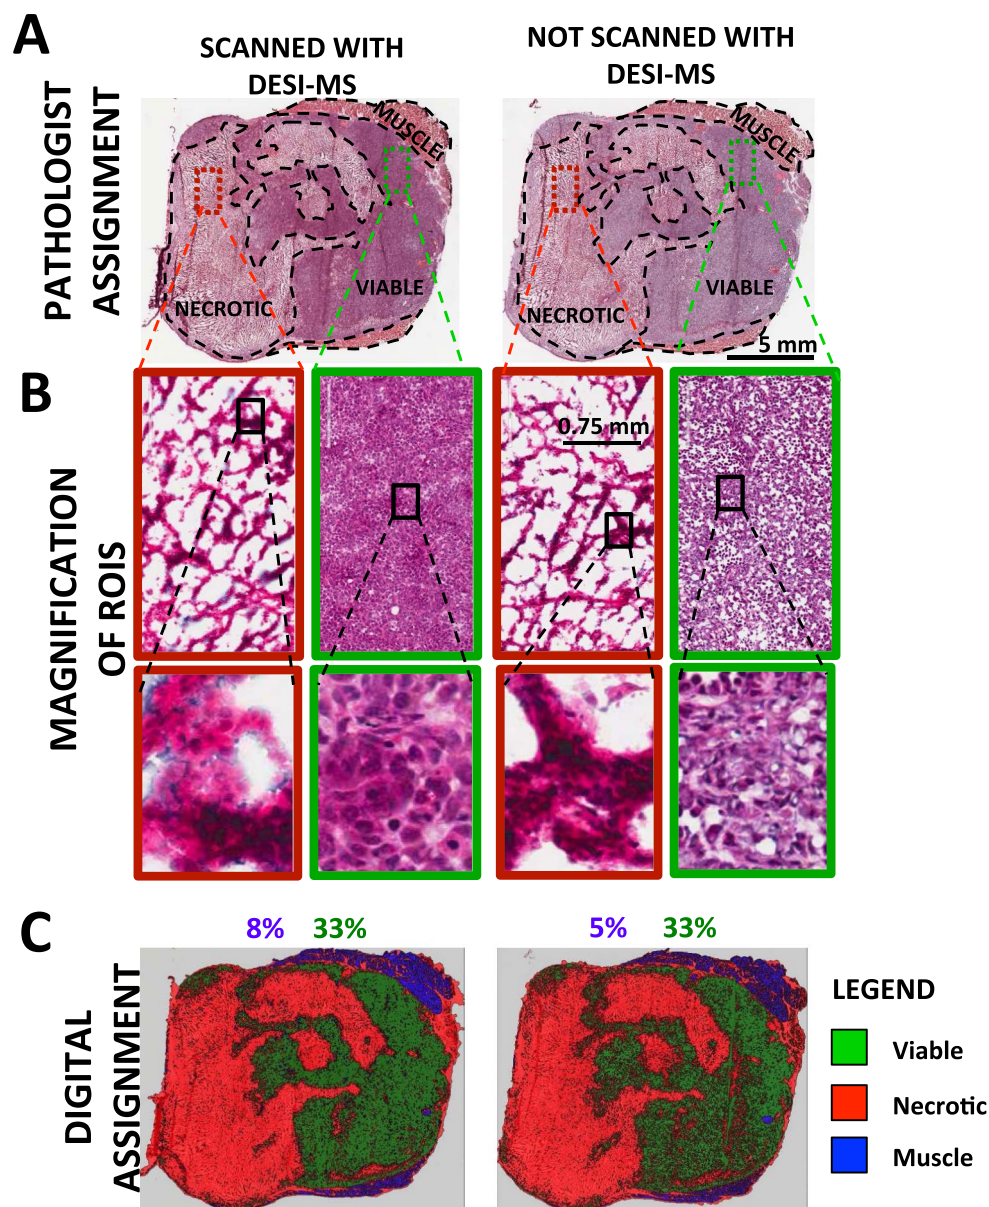 A
SCANNED WITH
DESI-MS
NOT SCANNED WITH
DESI-MS
PATHOLOGIST
ASSIGNMENT
MUSCLE
NECROTIC
VIABLE
MUSCLE
NECROTIC
VIABLE
5 mm
B
MAGNIFICATION
OF ROIS
0.75 mm
C
8% 33%
5% 33%
DIGITAL
ASSIGNMENT
LEGEND
Viable
Necrotic
Muscle